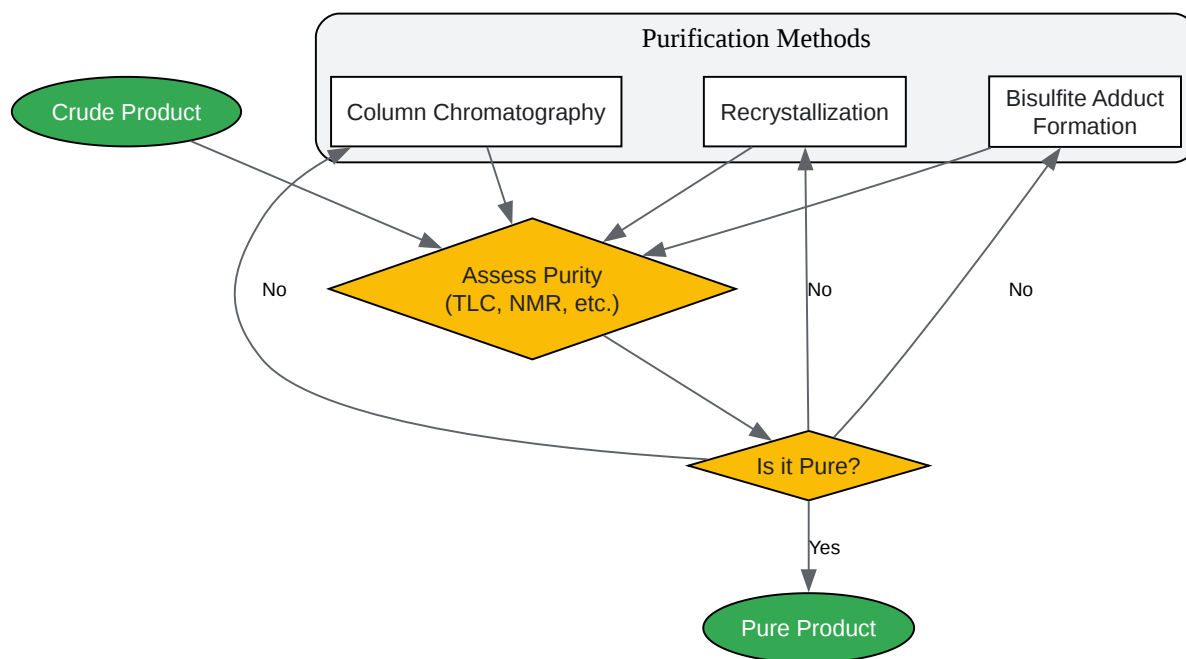 Purification Methods
Crude Product
Column Chromatography
Recrystallization
Bisulfite Adduct
Formation
Assess Purity
(TLC, NMR, etc.)
No
No
No
Is it Pure?
Yes
Pure Product